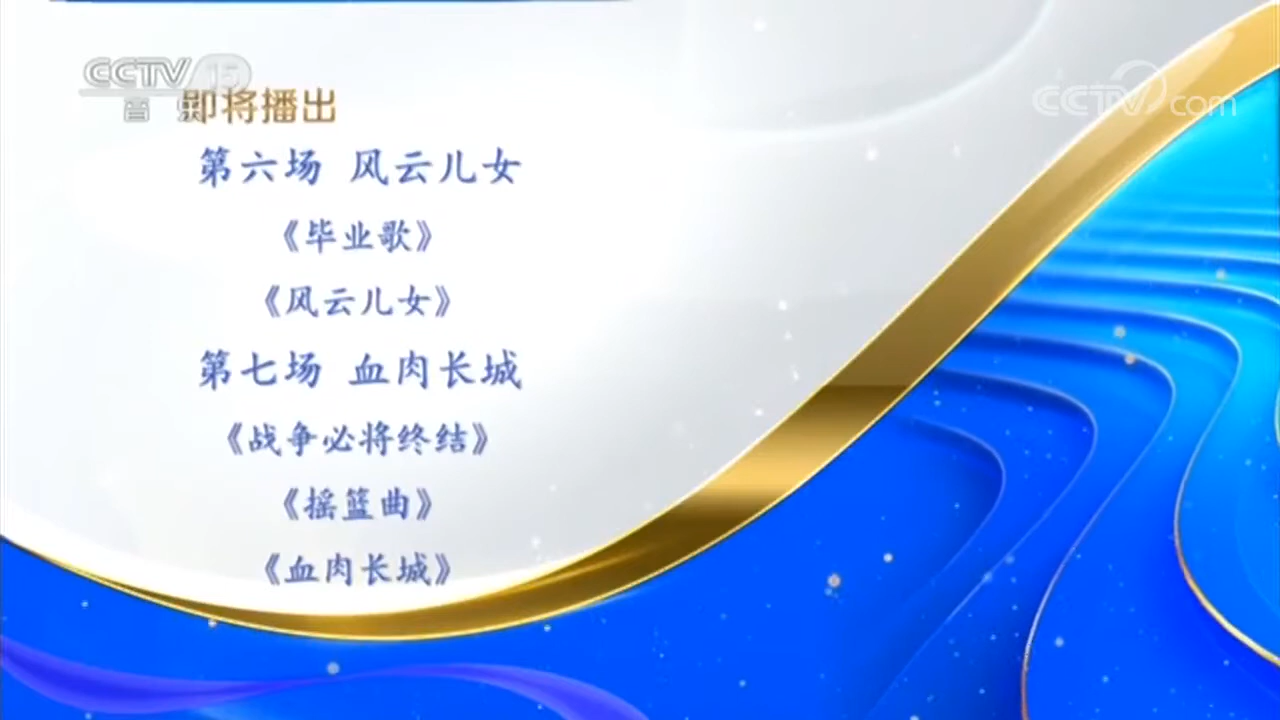 CCTV 15
音乐
CCTV.com
即将播出
第六场 风云儿女
《毕业歌》
《风云儿女》
第七场 血肉长城
《战争必将终结》
《摇篮曲》
《血肉长城》